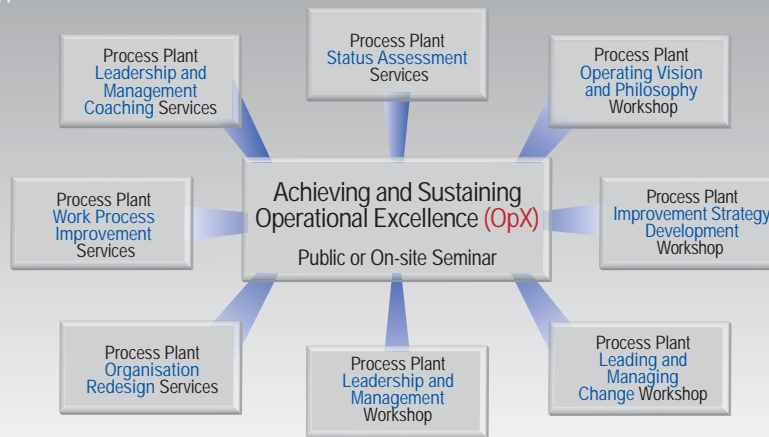 Process Plant
Leadership and
Management
Coaching Services
Process Plant
Status Assessment
Services
Process Plant
Operating Vision
and Philosophy
Workshop
Process Plant
Work Process
Improvement
Services
Achieving and Sustaining
Operational Excellence (OpX)
Public or On-site Seminar
Process Plant
Improvement Strategy
Development
Workshop
Process Plant
Organisation
Redesign Services
Process Plant
Leadership and
Management
Workshop
Process Plant
Leading and
Managing
Change Workshop